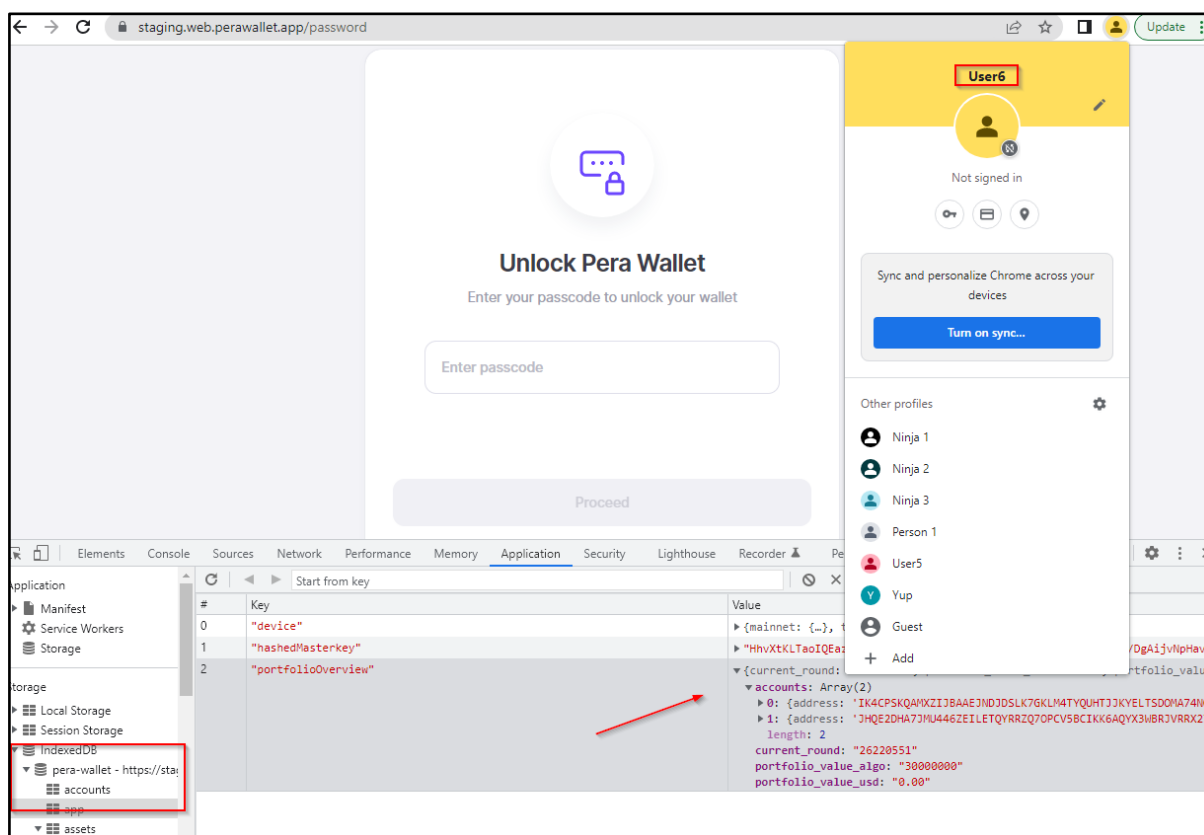 staging.web.perawallet.app/password
Update
User6
Not signed in
Sync and personalize Chrome across your
devices
Turn on sync...
Other profiles
Ninja 1
Ninja 2
Ninja 3
Person 1
User5
Yup
Guest
Add
Unlock Pera Wallet
Enter your passcode to unlock your wallet
Enter passcode
Proceed
Elements Console Sources Network Performance Memory Application Security Lighthouse Recorder Pe
Application
Manifest
Service Workers
Storage
Storage
Local Storage
Session Storage
IndexedDB
pera-wallet - https://sta
accounts
app
assets
Start from key
# Key Value
0 "device" {mainnet: {…}, t
1 "hashedMasterkey"
2 "portfolioOverview" {current_round:
accounts: Array(2)
0: {address:
1: {address:
length: 2
current_round: "26220551"
portfolio_value_algo: "30000000"
portfolio_value_usd: "0.00"